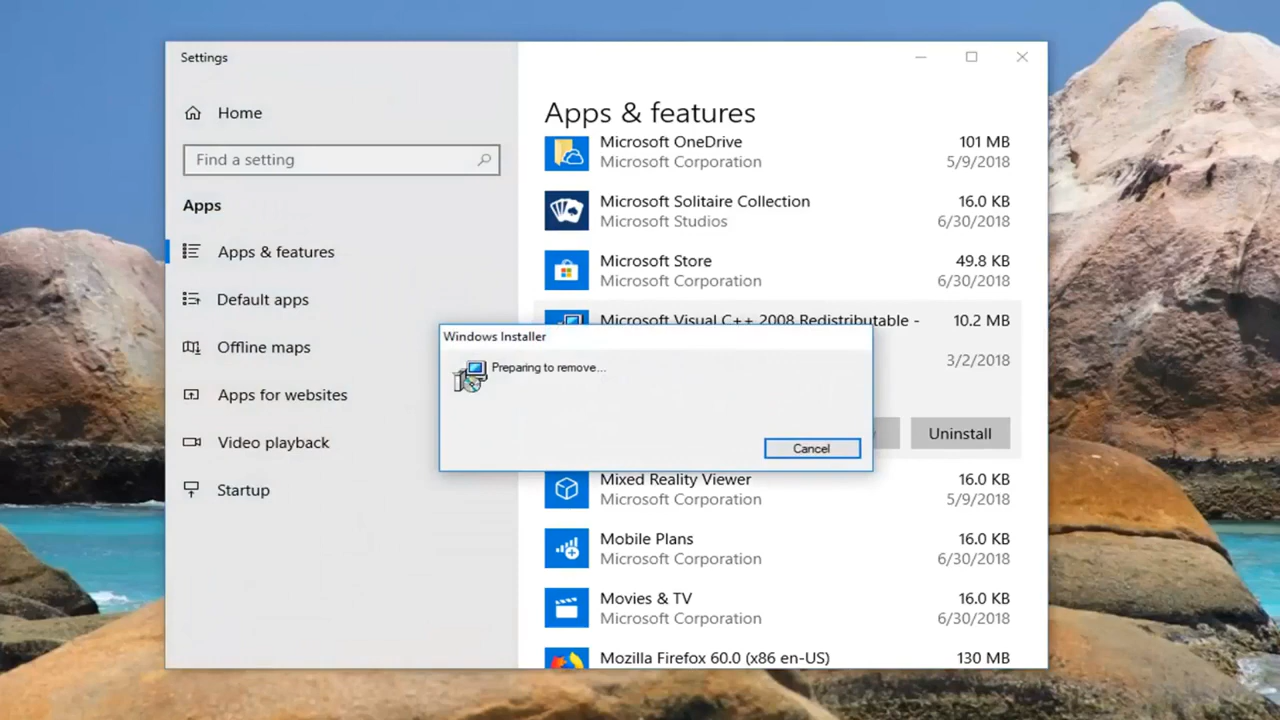 Settings
Home
Find a setting
Apps
Apps & features
Default apps
Offline maps
Apps for websites
Video playback
Startup
Apps & features
Microsoft OneDrive 101 MB
Microsoft Corporation 5/9/2018
Microsoft Solitaire Collection 16.0 KB
Microsoft Studios 6/30/2018
Microsoft Store 49.8 KB
Microsoft Corporation 6/30/2018
Microsoft Visual C++ 2008 Redistributable - 10.2 MB
3/2/2018
Windows Installer
Preparing to remove...
Cancel
Uninstall
Mixed Reality Viewer 16.0 KB
Microsoft Corporation 5/9/2018
Mobile Plans 16.0 KB
Microsoft Corporation 6/30/2018
Movies & TV 16.0 KB
Microsoft Corporation 6/30/2018
Mozilla Firefox 60.0 (x86 en-US) 130 MB